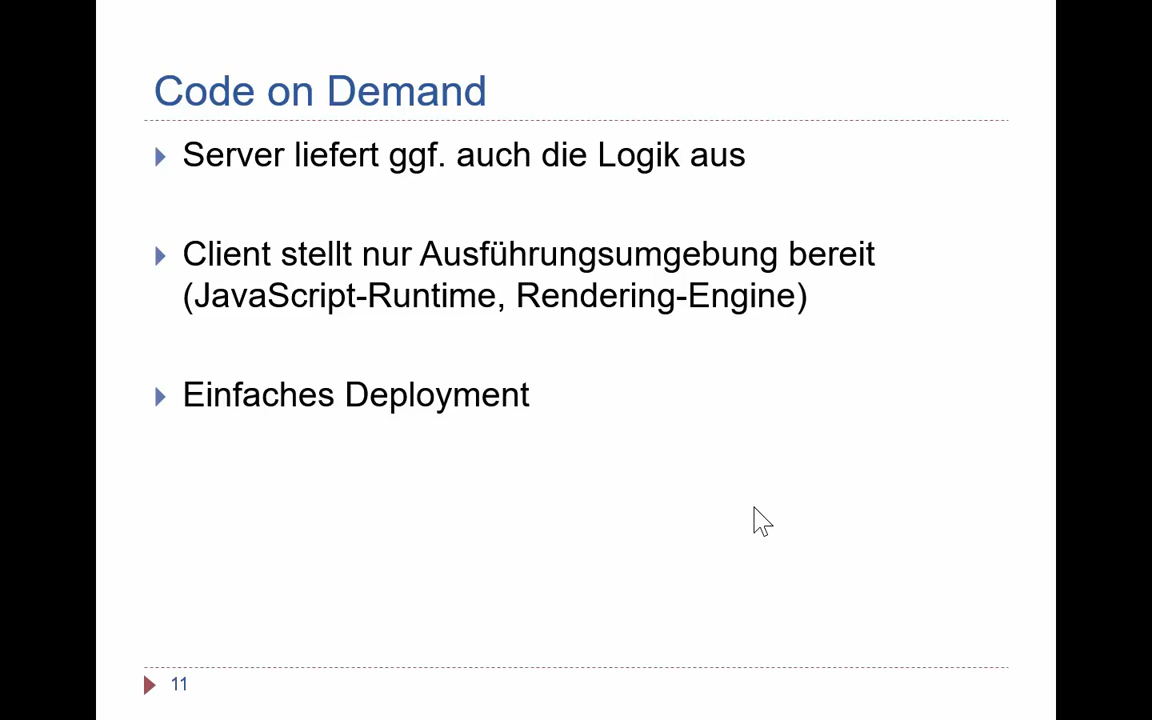 Code on Demand
Server liefert ggf. auch die Logik aus
Client stellt nur Ausführungsumgebung bereit
(JavaScript-Runtime, Rendering-Engine)
Einfaches Deployment
11